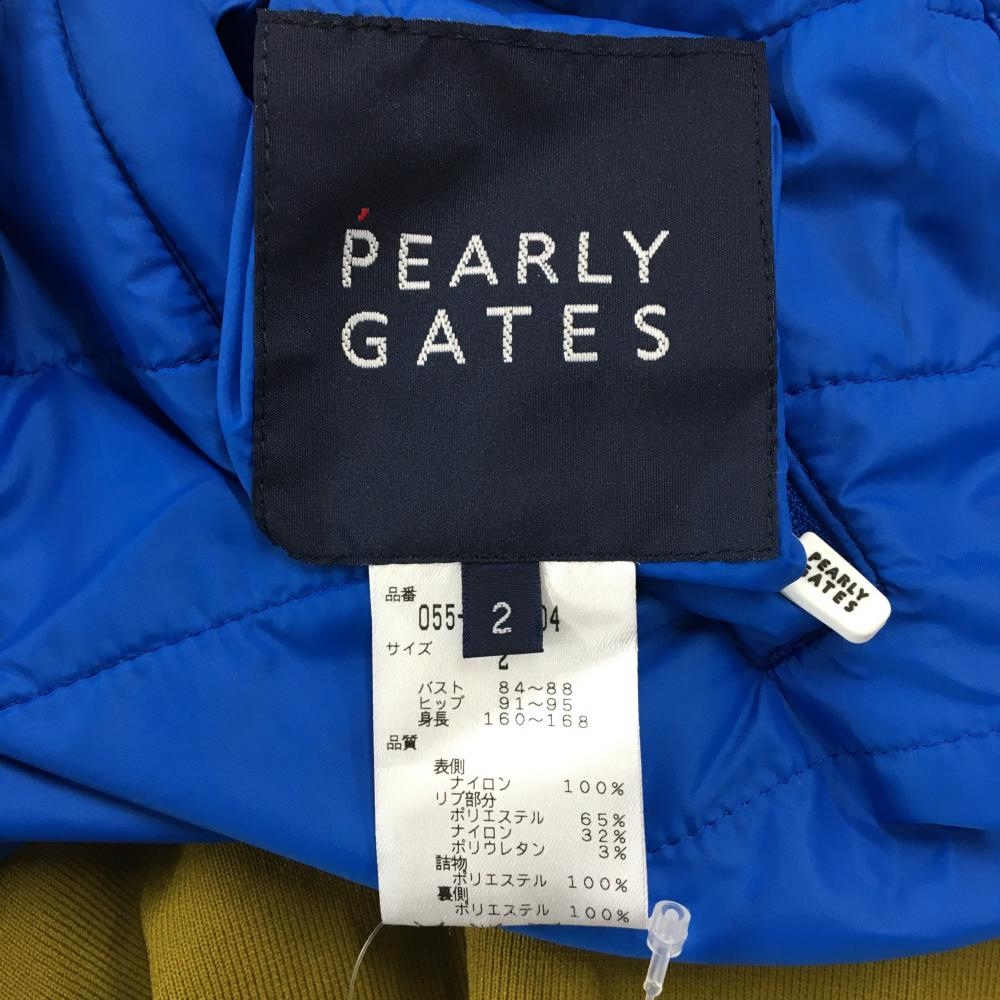 PEARLY
GATES
PEARLY
GATES
品番
055- 04
2
サイズ
2
バスト 84~88
ヒップ 91~95
身長 160~168
品質
表側
ナイロン 100%
リブ部分
ポリエステル 65%
ナイロン 32%
ポリウレタン 3%
詰物
ポリエステル 100%
裏側
ポリエステル 100%